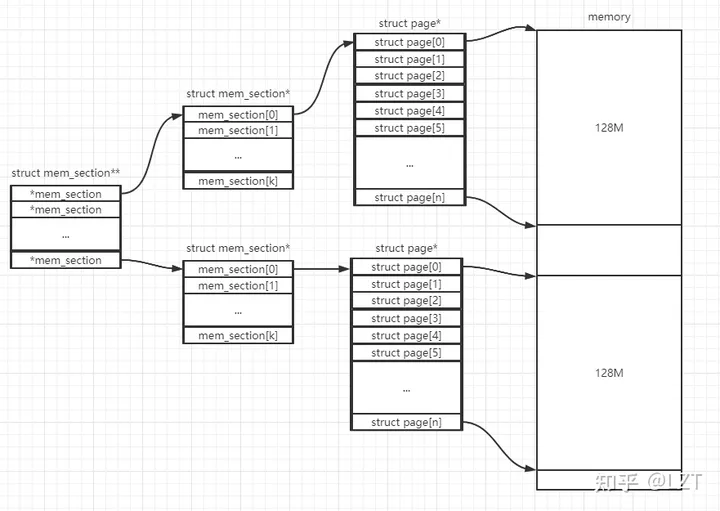 struct mem_section**
*mem_section
*mem_section
...
*mem_section
struct mem_section*
mem_section[0]
mem_section[1]
...
mem_section[k]
struct page*
struct page[0]
struct page[1]
struct page[2]
struct page[3]
struct page[4]
struct page[5]
...
struct page[n]
memory
128M
struct mem_section*
mem_section[0]
mem_section[1]
...
mem_section[k]
struct page*
struct page[0]
struct page[1]
struct page[2]
struct page[3]
struct page[4]
struct page[5]
...
struct page[n]
128M
知乎 @LZT